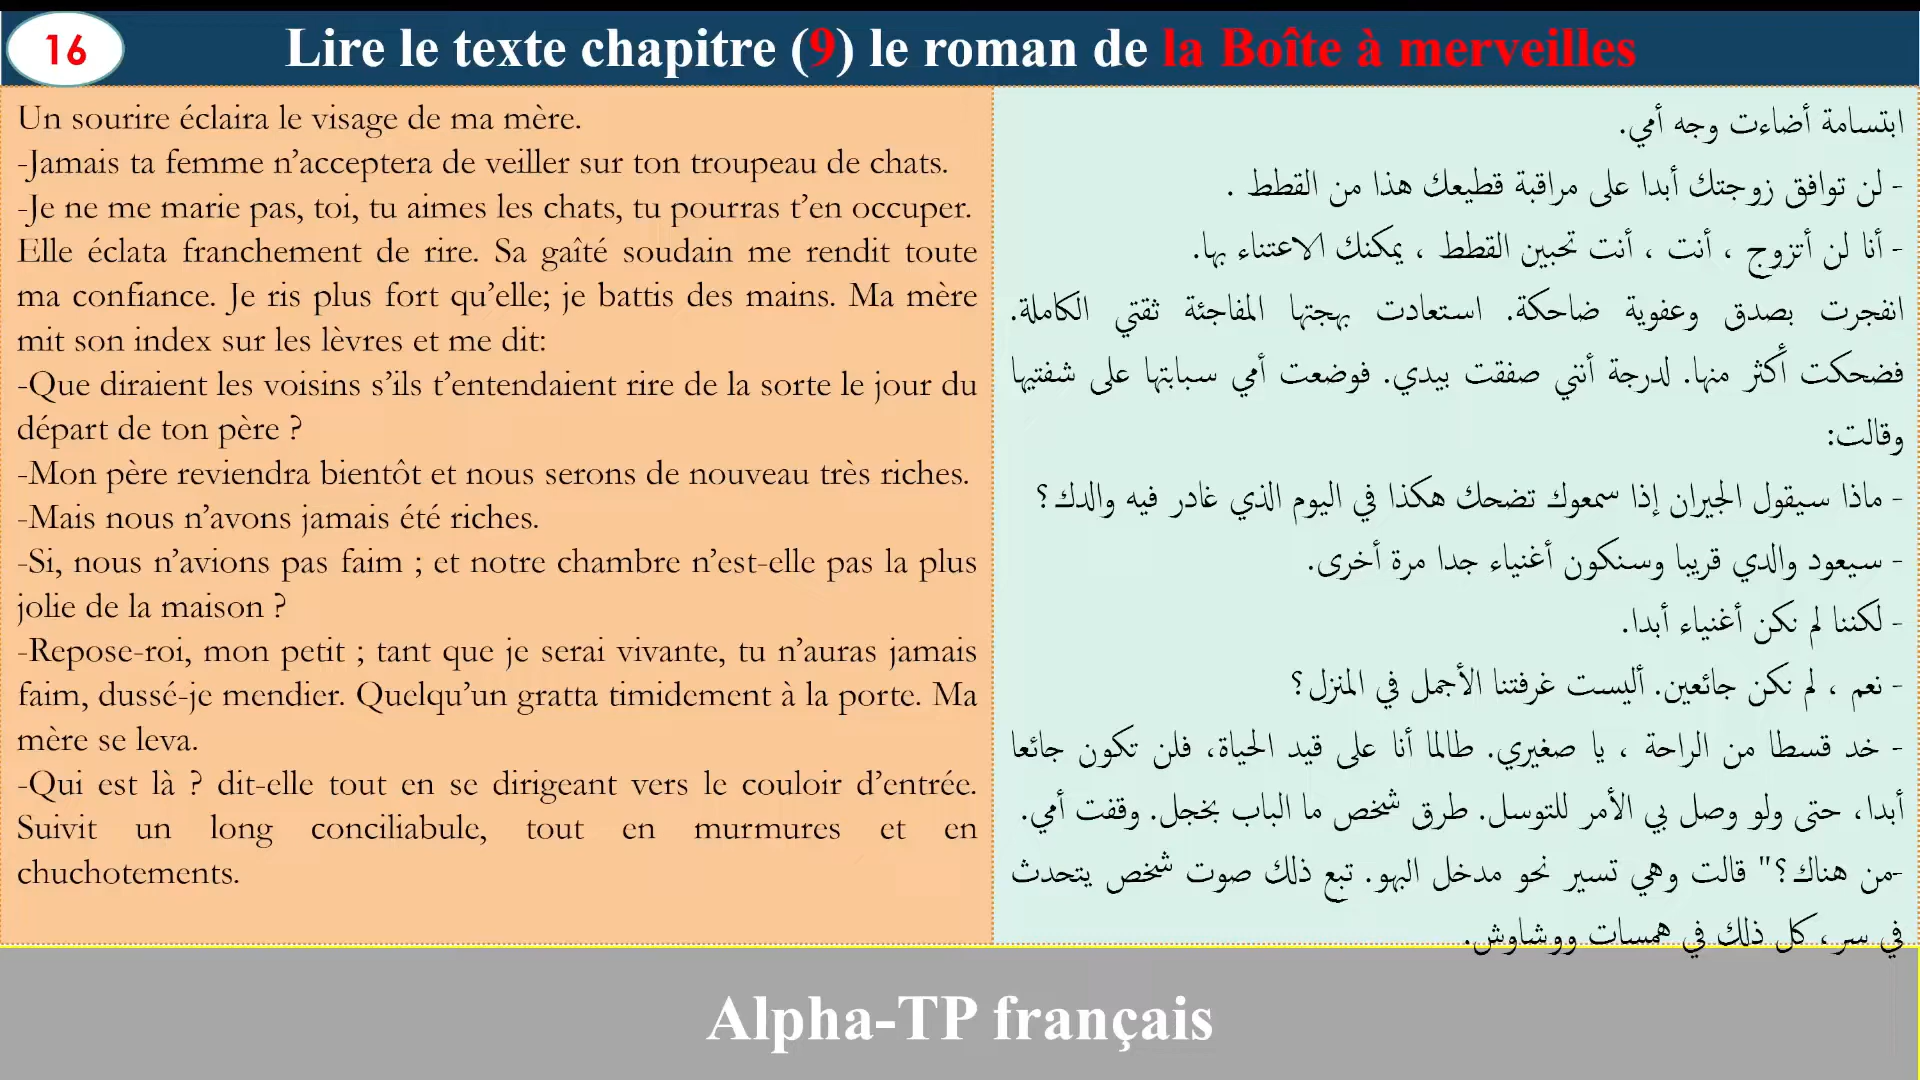 16
Lire le texte chapitre (9) le roman de la Boîte à merveilles
Un sourire éclaira le visage de ma mère.
-Jamais ta femme n’acceptera de veiller sur ton troupeau de chats.
-Je ne me marie pas, toi, tu aimes les chats, tu pourras t’en occuper.
Elle éclata franchement de rire. Sa gaîté soudain me rendit toute
ma confiance. Je ris plus fort qu’elle; je battis des mains. Ma mère
mit son index sur les lèvres et me dit:
-Que diraient les voisins s’ils t’entendaient rire de la sorte le jour du
départ de ton père ?
-Mon père reviendra bientôt et nous serons de nouveau très riches.
-Mais nous n’avons jamais été riches.
-Si, nous n’avions pas faim ; et notre chambre n’est-elle pas la plus
jolie de la maison ?
-Repose-roi, mon petit ; tant que je serai vivante, tu n’auras jamais
faim, dussé-je mendier. Quelqu’un gratta timidement à la porte. Ma
mère se leva.
-Qui est là ? dit-elle tout en se dirigeant vers le couloir d’entrée.
Suivit un long conciliabule, tout en murmures et en
chuchotements.
ابتسامة أضاءت وجه أمي.
- لن توافق زوجتك أبدا على مراقبة قطيعك هذا من القطط .
- أنا لن أتزوج ، أنت ، أنت تحبين القطط ، يمكنك الاعتناء بها.
انفجرت بصدق وعفوية ضاحكة. استعادت بهجتها المفاجئة ثقتي الكاملة.
فضحكت أكثر منها. لدرجة أنني صفقت بيدي. فوضعت أمي سبابتها على شفتيها
وقالت:
- ماذا سيقول الجيران إذا سمعوك تضحك هكذا في اليوم الذي غادر فيه والدك؟
- سيعود والدي قريبا وسنكون أغنياء جدا مرة أخرى.
- لكننا لم نكن أغنياء أبدا.
- نعم ، لم نكن جائعين. أليست غرفتنا الأجمل في المنزل؟
- خد قسطا من الراحة ، يا صغيري. طالما أنا على قيد الحياة، فلن تكون جائعا
أبدا، حتى ولو وصل بي الأمر للتوسل. طرق شخص ما الباب بخجل. وقفت أمي.
-من هناك؟" قالت وهي تسير نحو مدخل البهو. تبع ذلك صوت شخص يتحدث
في سر، كل ذلك في همسات ووشاوش.
Alpha-TP français